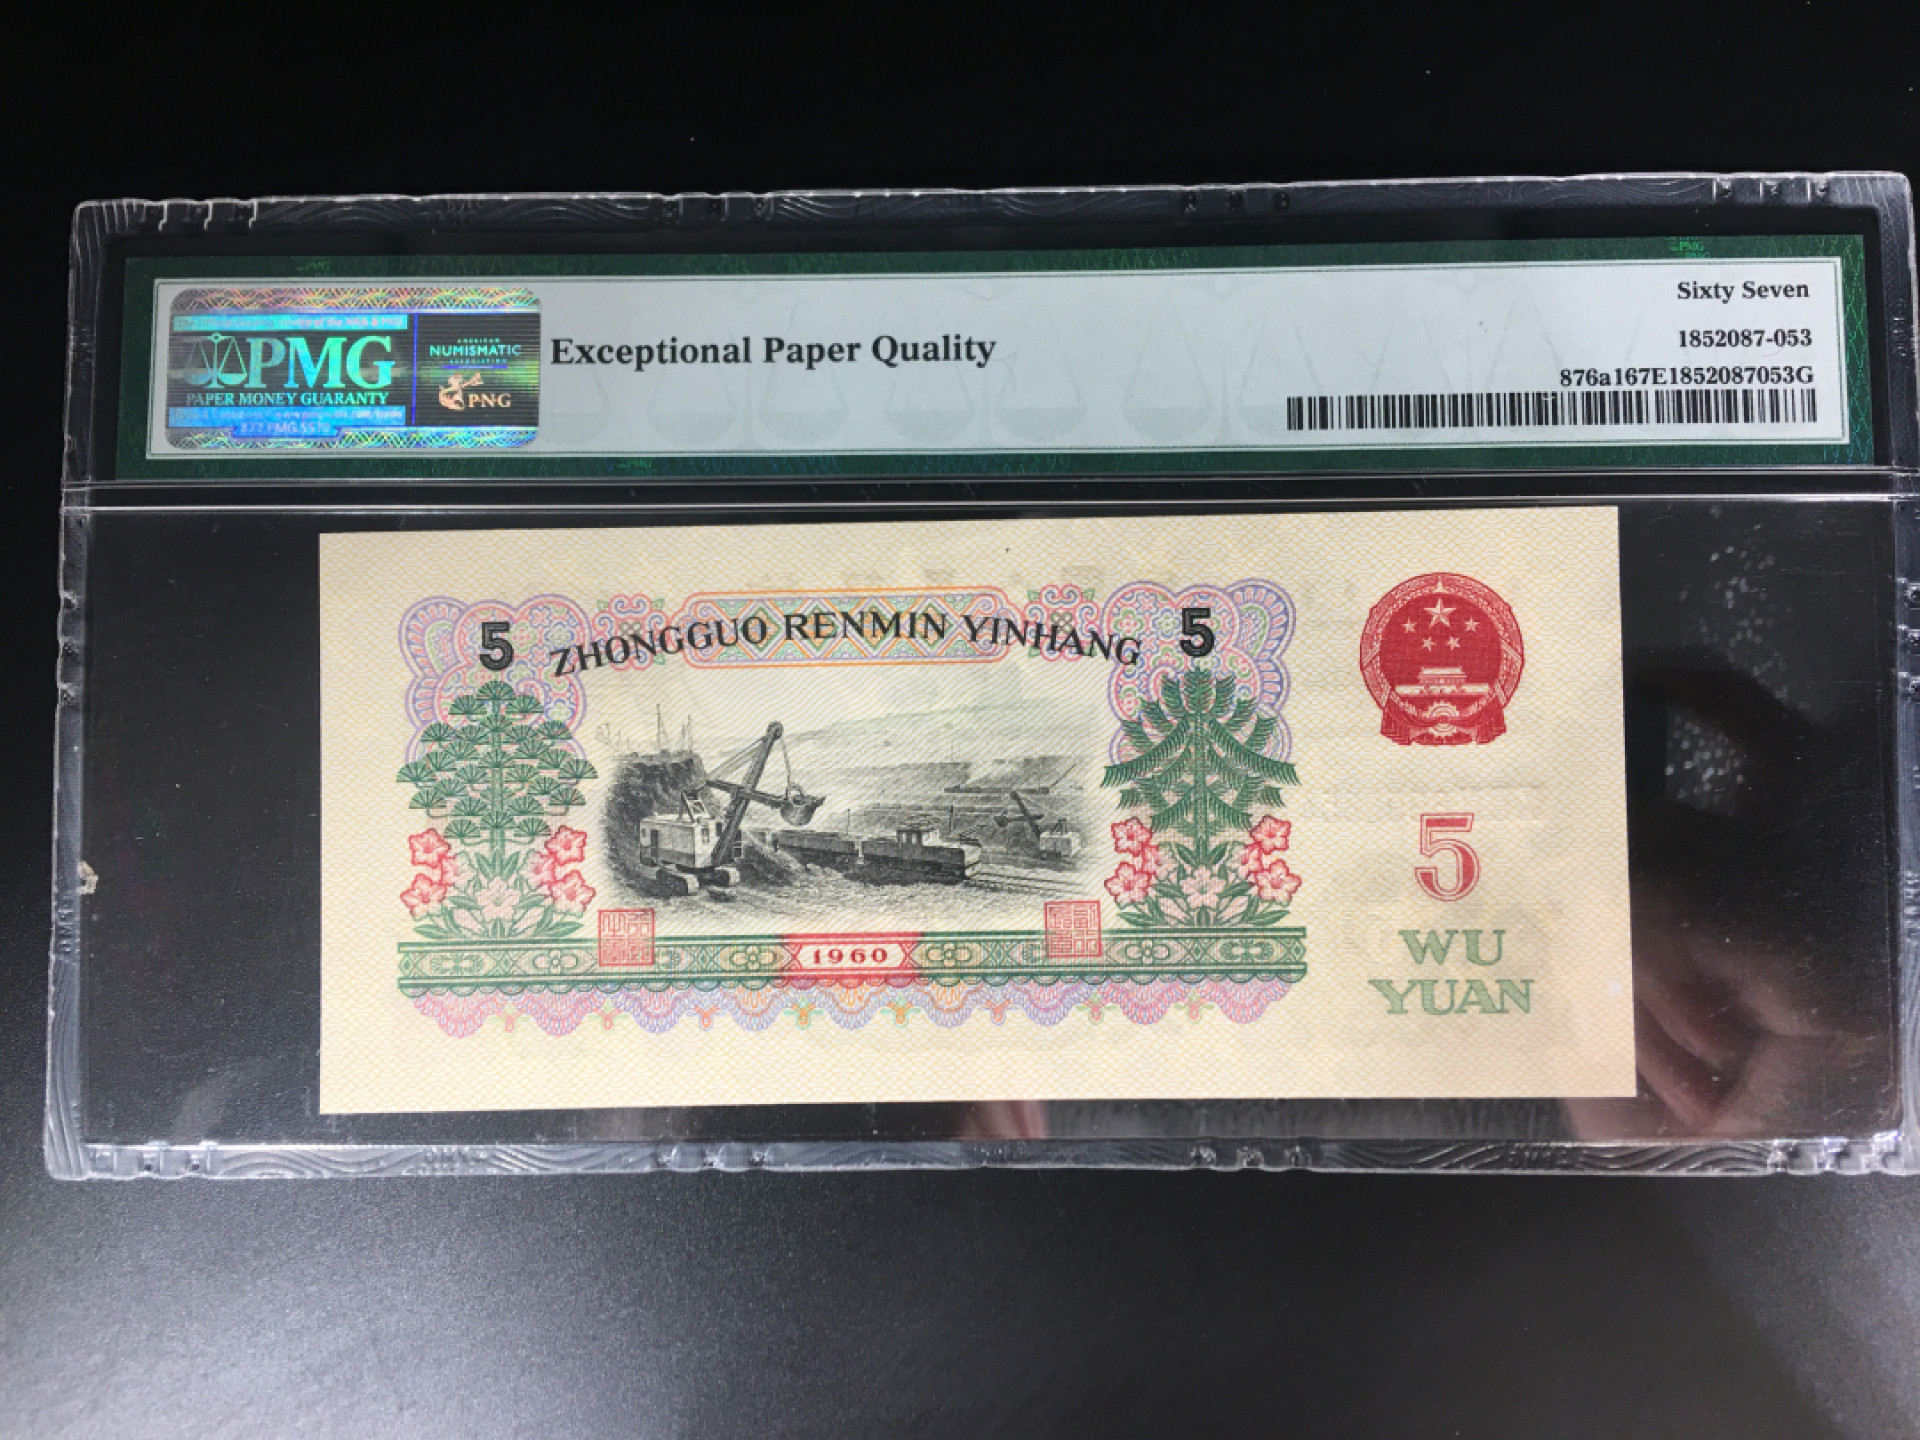 Sixty Seven
PMG
PAPER MONEY GUARANTY
AMERICAN
NUMISMATIC
ASSOCIATION
PNG
Exceptional Paper Quality
1852087-053
876a167E1852087053G
5 ZHONGGUO RENMIN YINHANG 5
1960
5
WU
YUAN